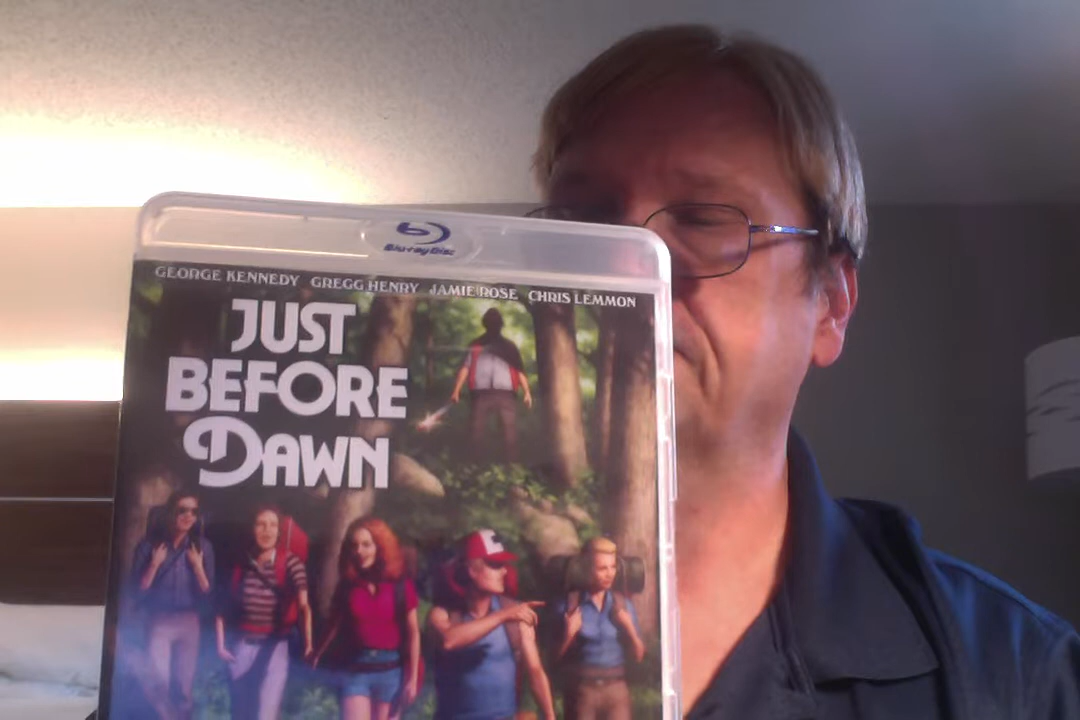 Blu-ray Disc
GEORGE KENNEDY GREGG HENRY JAMIE ROSE CHRIS LEMMON
JUST
BEFORE
DAWN